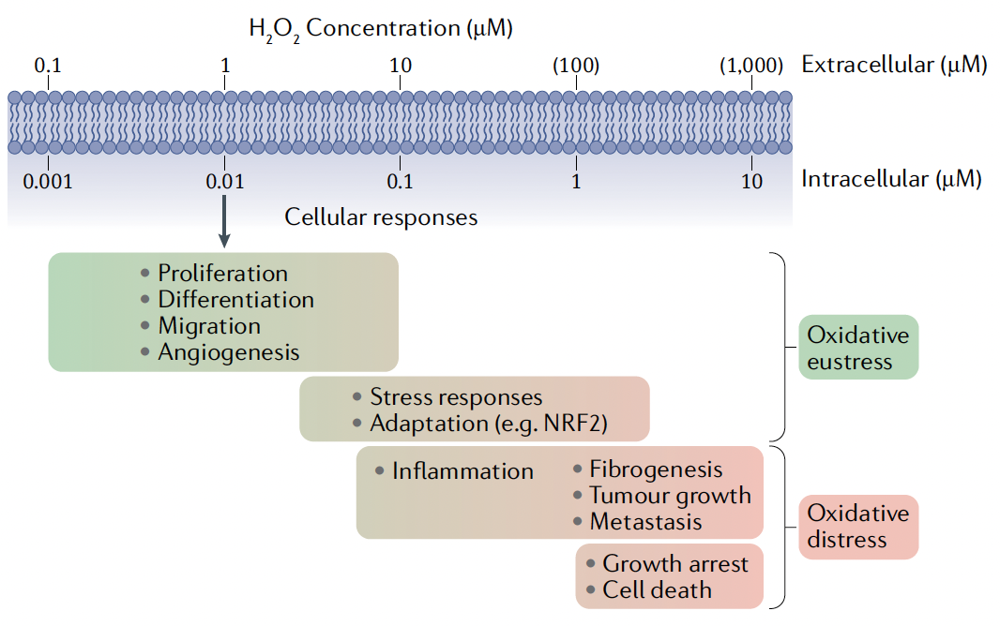 H₂O₂ Concentration (µM)
0.1 1 10 (100) (1,000) Extracellular (µM)
0.001 0.01 0.1 1 10 Intracellular (µM)
Cellular responses
• Proliferation
• Differentiation
• Migration
• Angiogenesis
Oxidative
eustress
• Stress responses
• Adaptation (e.g. NRF2)
• Inflammation
• Fibrogenesis
• Tumour growth
• Metastasis
Oxidative
distress
• Growth arrest
• Cell death